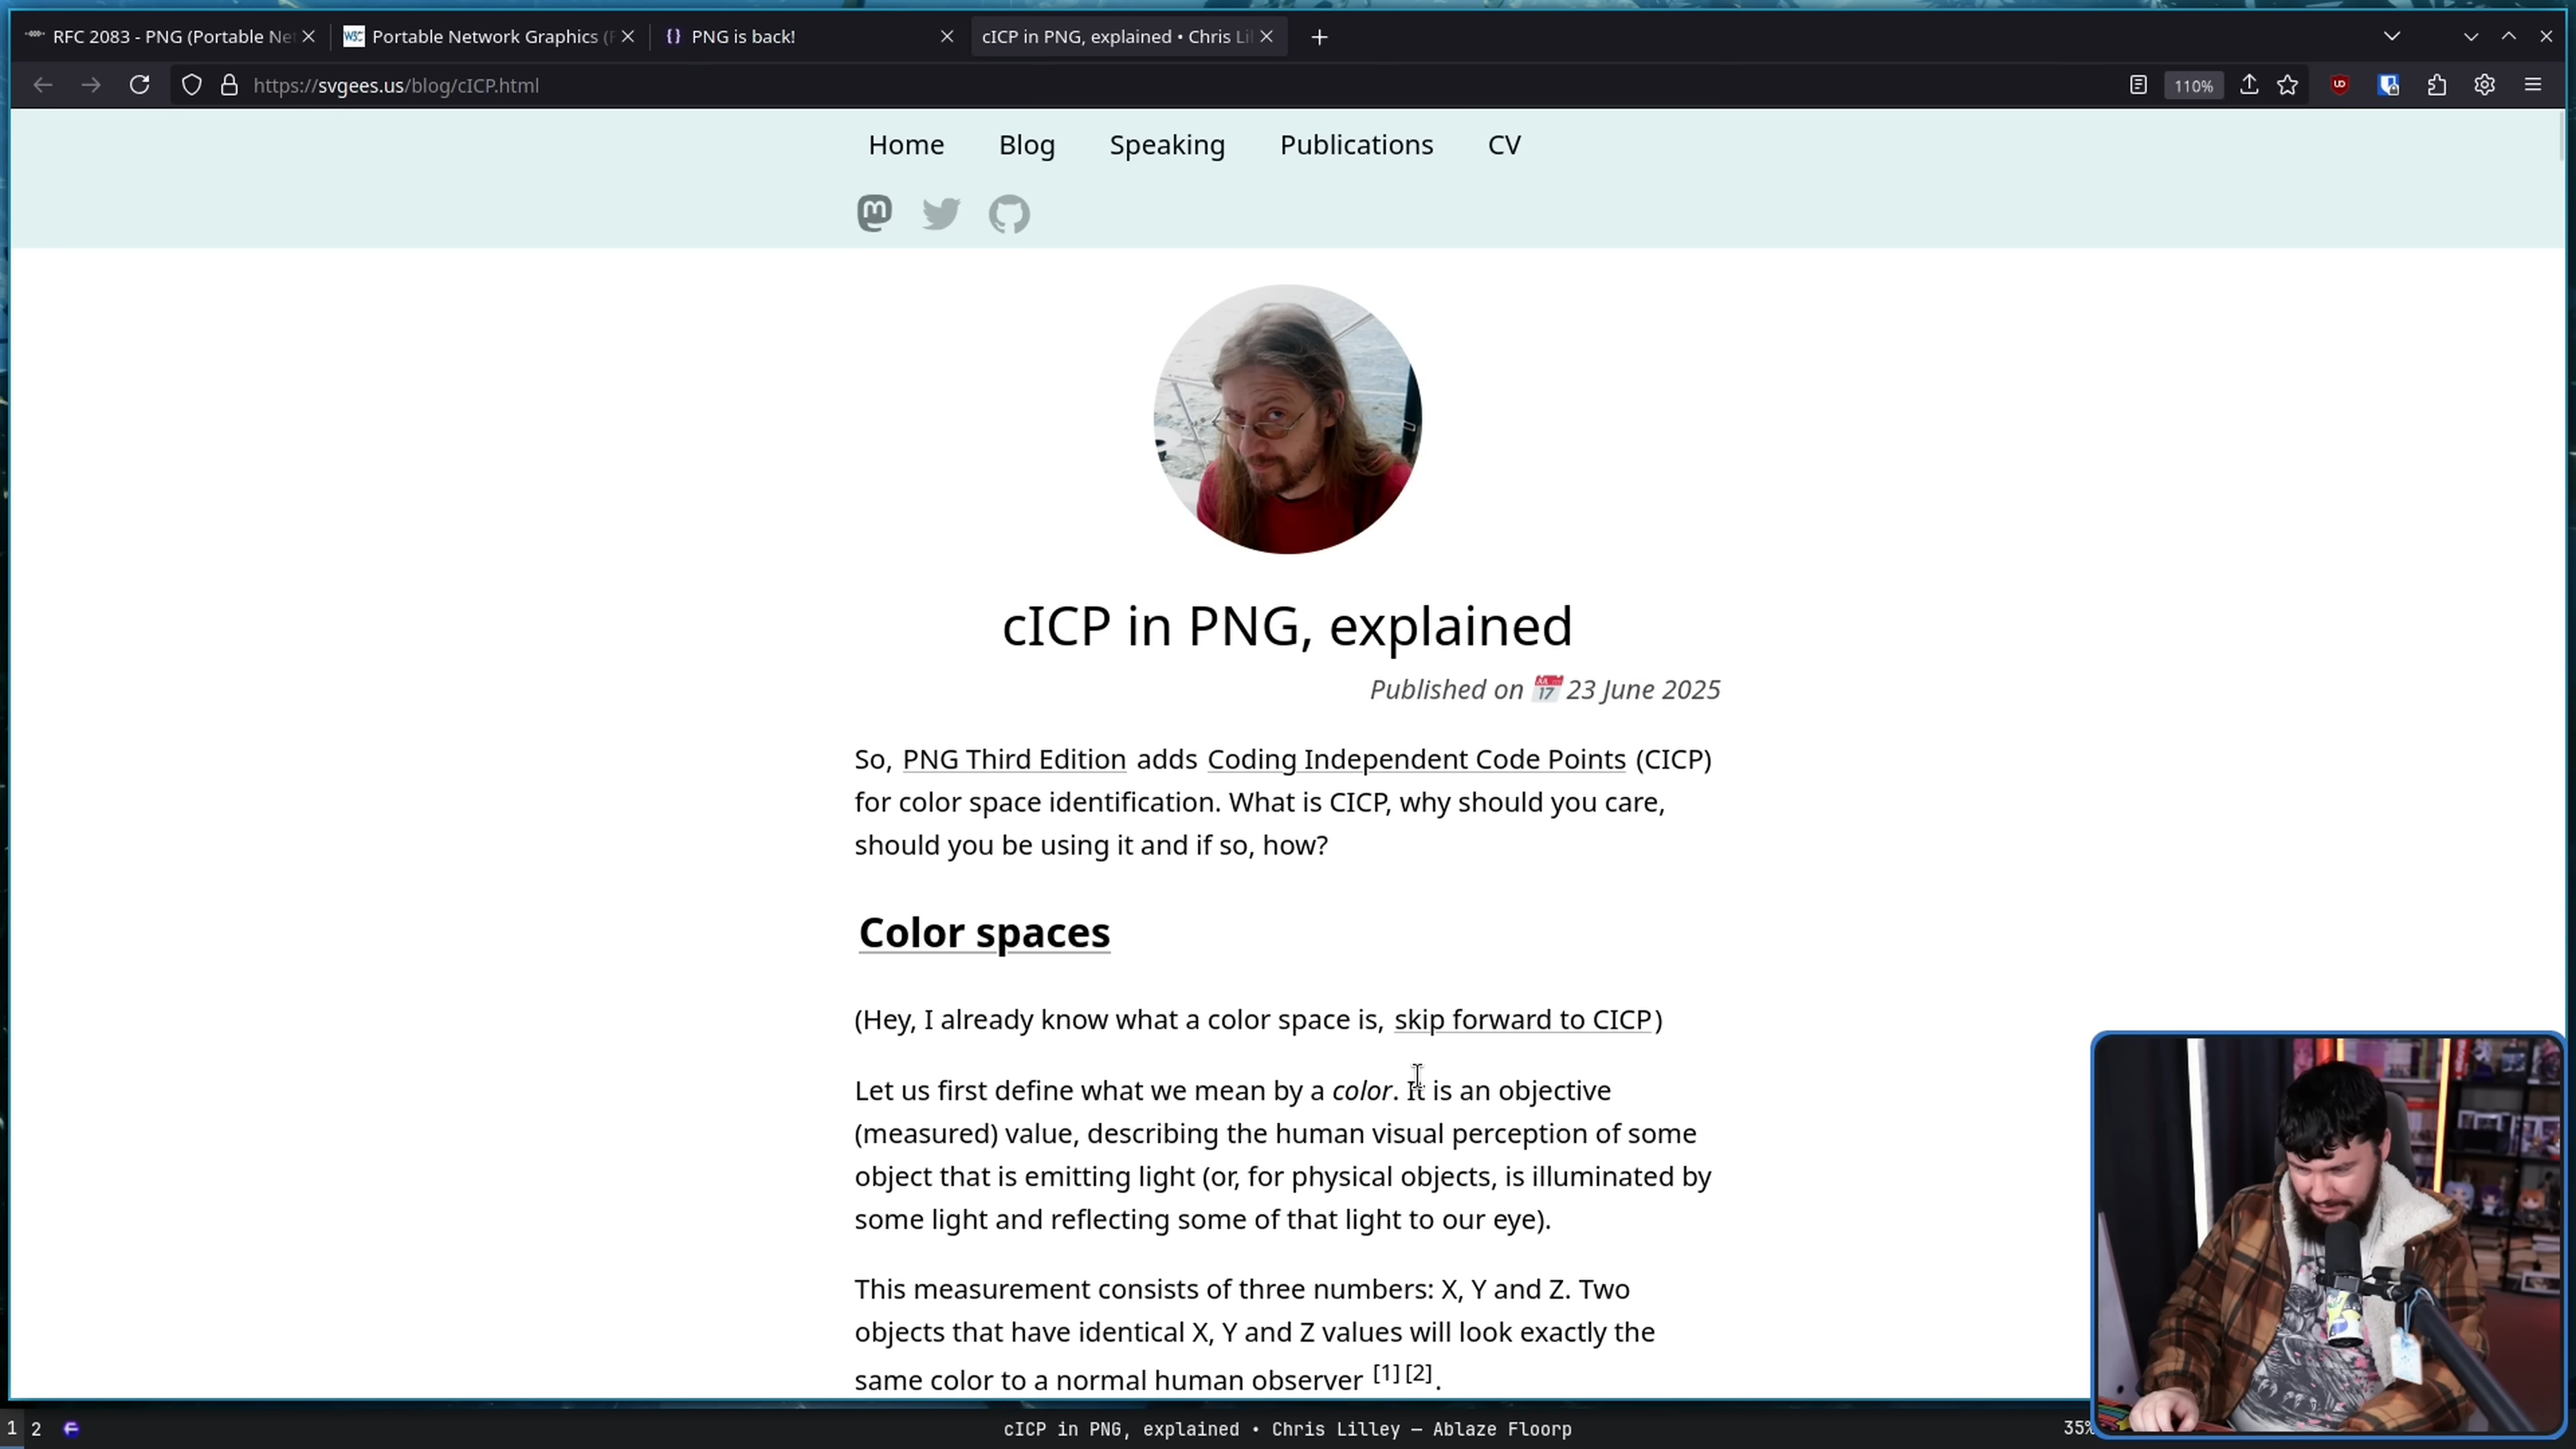 RFC 2083 - PNG (Portable Ne
Portable Network Graphics (
PNG is back!
cICP in PNG, explained • Chris Lil
https://svgees.us/blog/cICP.html
110%
Home
Blog
Speaking
Publications
CV
cICP in PNG, explained
Published on 📅 23 June 2025
So, PNG Third Edition adds Coding Independent Code Points (CICP)
for color space identification. What is CICP, why should you care,
should you be using it and if so, how?
Color spaces
(Hey, I already know what a color space is, skip forward to CICP)
Let us first define what we mean by a color. It is an objective
(measured) value, describing the human visual perception of some
object that is emitting light (or, for physical objects, is illuminated by
some light and reflecting some of that light to our eye).
This measurement consists of three numbers: X, Y and Z. Two
objects that have identical X, Y and Z values will look exactly the
same color to a normal human observer [1] [2].
1 2
cICP in PNG, explained • Chris Lilley — Ablaze Floorp
35%